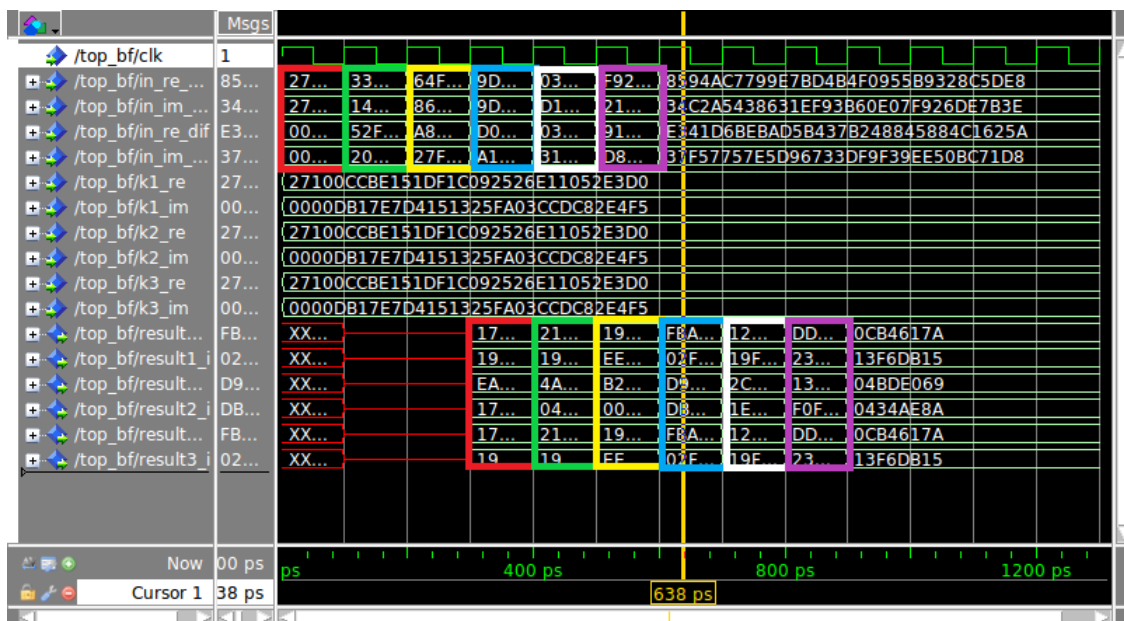 Msgs
/top_bf/clk 1
/top_bf/in_re_... 85... 27... 33... 64F... 9D... 03... F92... 8594AC7799E7BD4B4F0955B9328C5DE8
/top_bf/in_im_... 34... 27... 14... 86... 9D... D1... 21... 34C2A5438631EF93B60E07F926DE7B3E
/top_bf/in_re_dif E3... 00... 52F... A8... D0... 03... 91... E341D6BEBAD5B437B248845884C1625A
/top_bf/in_im_... 37... 00... 20... 27F... A1... 31... D8... 37F57757E5D96733DF9F39EE50BC71D8
/top_bf/k1_re 27... 27100CCBE151DF1C092526E11052E3D0
/top_bf/k1_im 00... 0000DB17E7D4151325FA03CCDC82E4F5
/top_bf/k2_re 27... 27100CCBE151DF1C092526E11052E3D0
/top_bf/k2_im 00... 0000DB17E7D4151325FA03CCDC82E4F5
/top_bf/k3_re 27... 27100CCBE151DF1C092526E11052E3D0
/top_bf/k3_im 00... 0000DB17E7D4151325FA03CCDC82E4F5
/top_bf/result... FB... XX... 17... 21... 19... FBA... 12... DD... 0CB4617A
/top_bf/result1_i 02... XX... 19... 19... EE... 02F... 19F... 23... 13F6DB15
/top_bf/result... D9... XX... EA... 4A... B2... D9... 2C... 13... 04BDE069
/top_bf/result2_i DB... XX... 17... 04... 00... DB... 1E... F0F... 0434AE8A
/top_bf/result... FB... XX... 17... 21... 19... FBA... 12... DD... 0CB4617A
/top_bf/result3_i 02... XX... 19... 19... EE... 02F... 19F... 23... 13F6DB15
Now 00 ps ps 400 ps 800 ps 1200 ps
Cursor 1 38 ps 638 ps